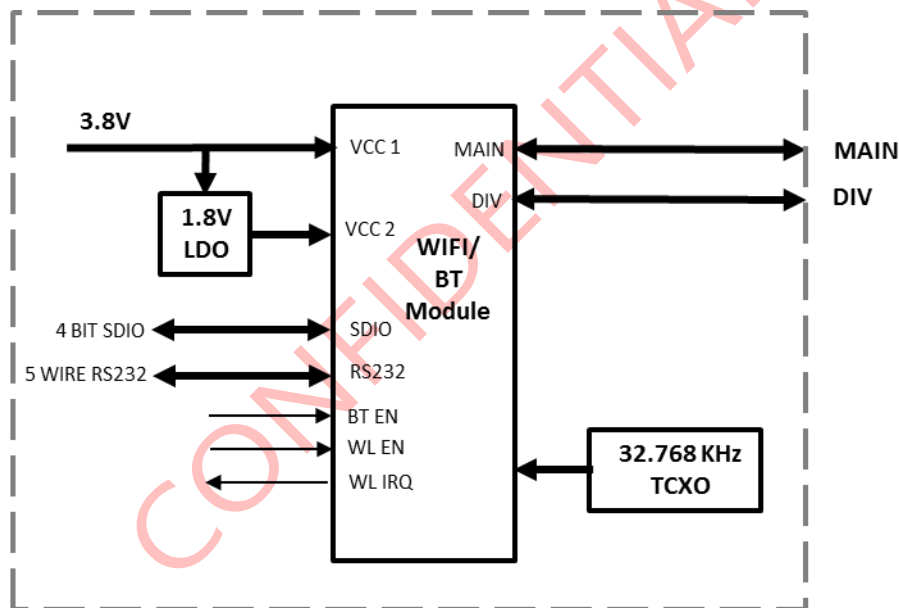 CONFIDENTIAL
3.8V
VCC 1
MAIN
MAIN
DIV
DIV
1.8V
LDO
VCC 2
WIFI/
BT
Module
4 BIT SDIO
SDIO
5 WIRE RS232
RS232
BT EN
WL EN
WL IRQ
32.768 KHz
TCXO